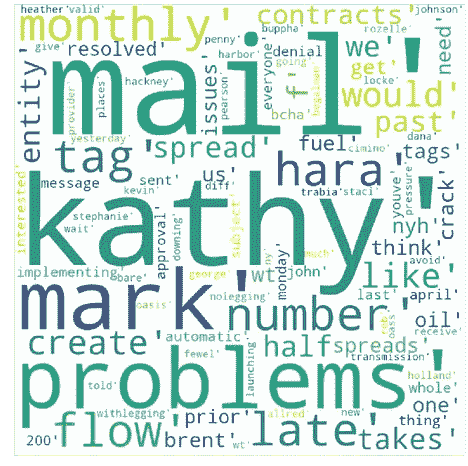 heather' valid'
monthly' contracts' johnson'
buppha' rozelle'
penny' harbor'
resolved' we' get' need'
mail'
hackney' everyone' give' going'
entity' places' issues' denial' f' would'
provider' pearson' bcha' hegelman' locke' past'
yesterday' dana'
tag' spread' fuel' cimino' tags'
message' sent' us' hara' crack'
interested' kevin' diff' trabia' staci' youve' pressure'
stephanie' nyh'
wait' approval' downing' subject' ny' much' think' avoid'
kathy'
implementing' george' wt' john' like'
bare' monday' last' april'
oasis' nolegging'
mark' number' oil'
create' automatic' half' spreads' receive'
fewel' launching' transmission' whole'
problems'
told' holland' one'
withlegging' allred' new' thing'
flow' prior' late' takes'
200' brent' wt'